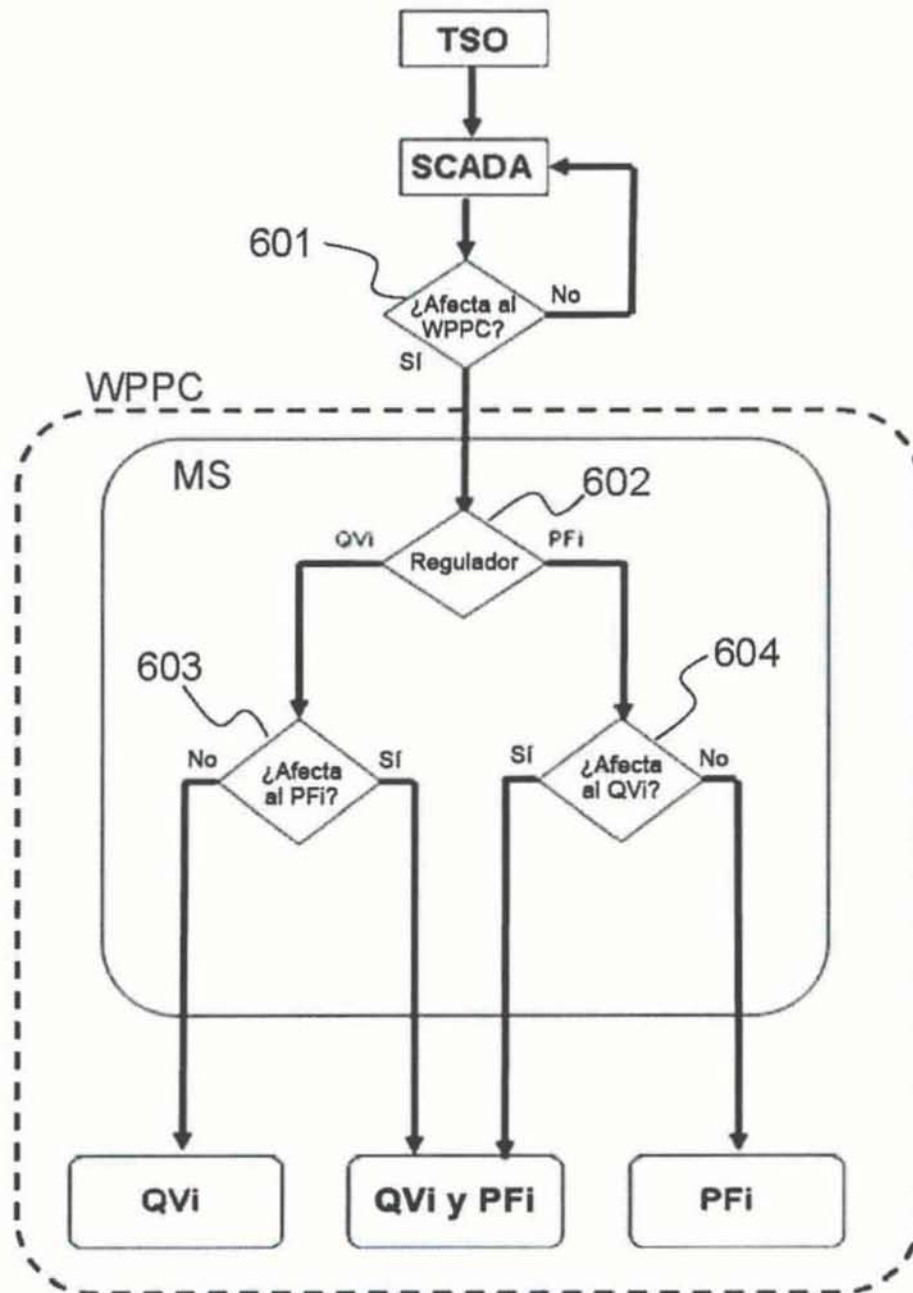 TSO
SCADA
601
¿Afecta al
WPPC?
No
Sí
WPPC
MS
602
QVi
Regulador
PFi
603
604
No
¿Afecta
al PFi?
Sí
Sí
¿Afecta
al QVi?
No
QVi
QVi y PFi
PFi